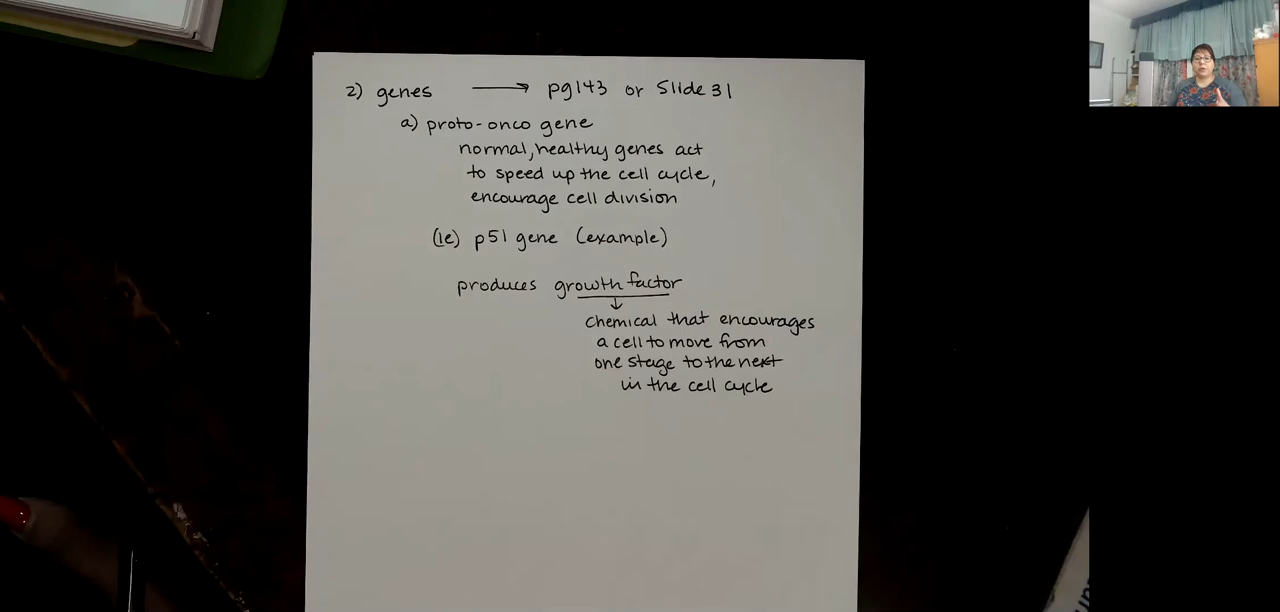 2) genes → pg143 or Slide 31
a) proto-onco gene
normal, healthy genes act
to speed up the cell cycle,
encourage cell division
(ie) p51 gene (example)
produces growth factor
↓
chemical that encourages
a cell to move from
one stage to the next
in the cell cycle